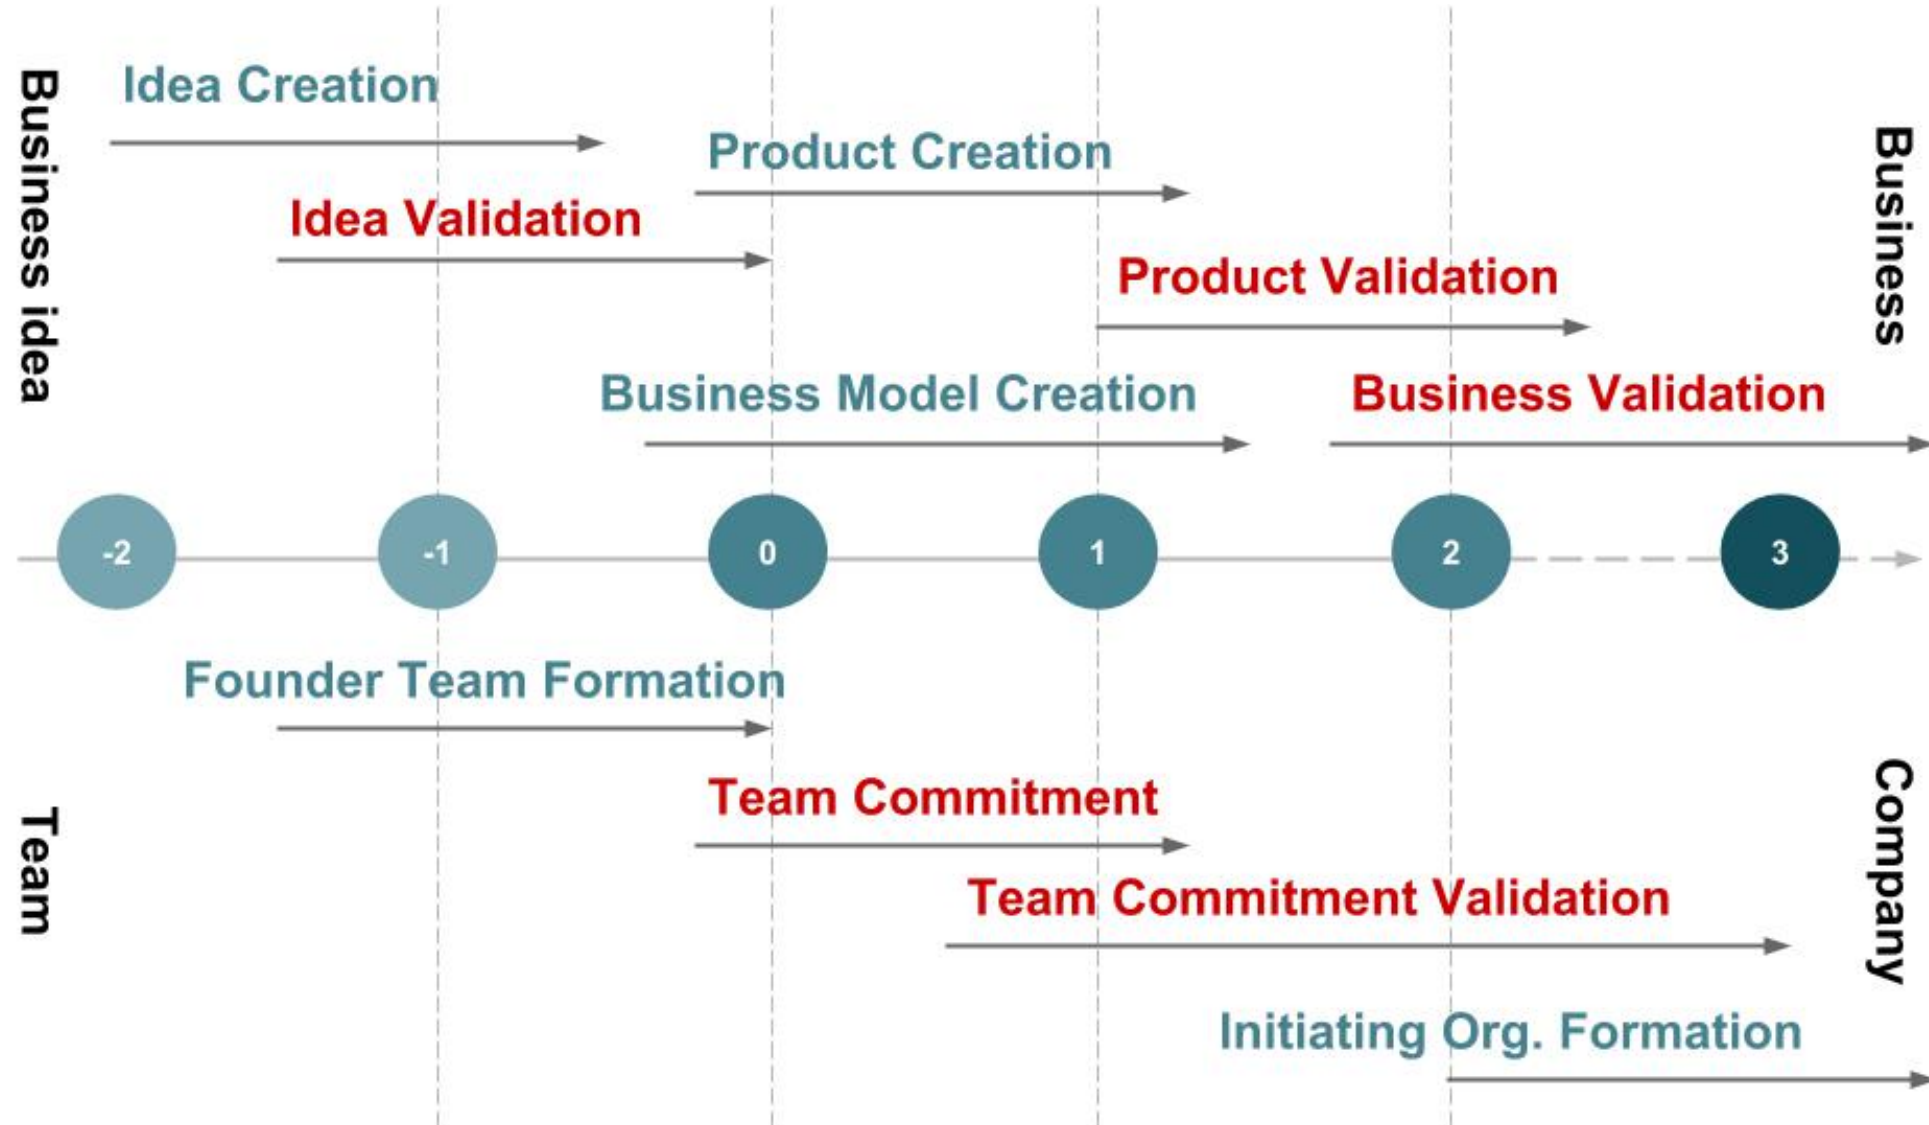 Business idea
Idea Creation
Product Creation
Idea Validation
Product Validation
Business Model Creation
Business Validation
Business
-2
-1
0
1
2
3
Team
Founder Team Formation
Team Commitment
Team Commitment Validation
Initiating Org. Formation
Company